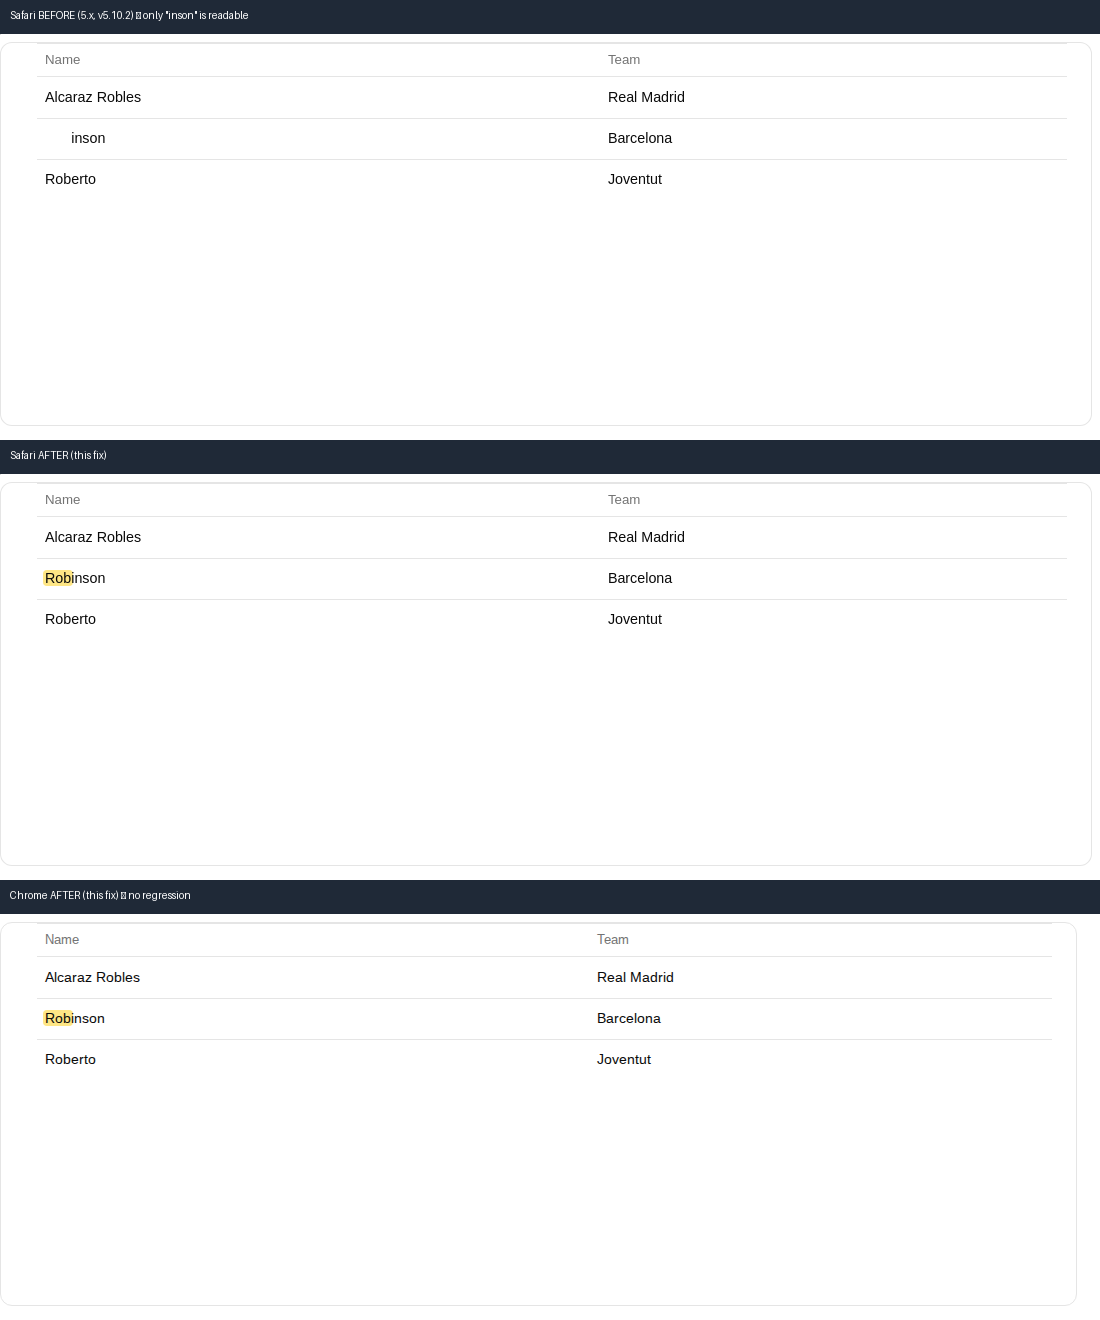 Safari BEFORE (5.x, v5.10.2) ▯ only "inson" is readable
Name Team
Alcaraz Robles Real Madrid
inson Barcelona
Roberto Joventut
Safari AFTER (this fix)
Name Team
Alcaraz Robles Real Madrid
Robinson Barcelona
Roberto Joventut
Chrome AFTER (this fix) ▯ no regression
Name Team
Alcaraz Robles Real Madrid
Robinson Barcelona
Roberto Joventut